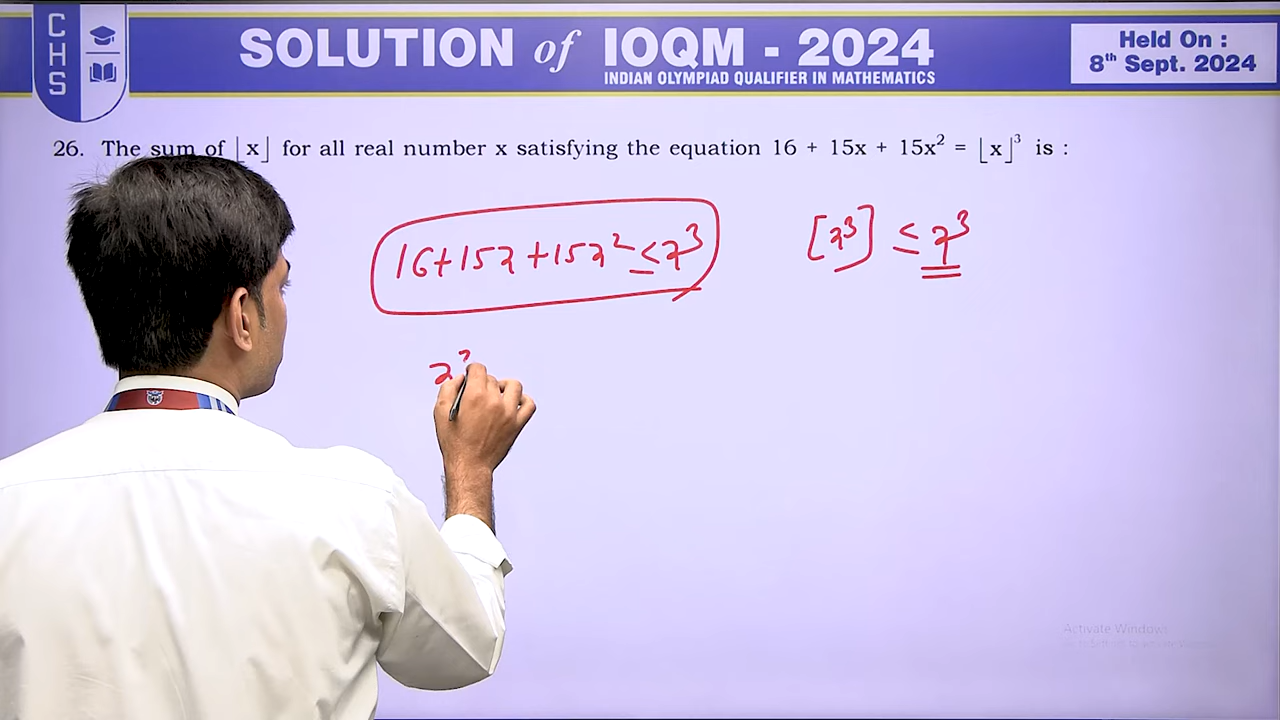 CHS
SOLUTION of IOQM - 2024
INDIAN OLYMPIAD QUALIFIER IN MATHEMATICS
Held On :
8th Sept. 2024
26. The sum of ⌊x⌋ for all real number x satisfying the equation 16 + 15x + 15x² = ⌊x⌋³ is :
16+15x+15x² ≤ x³
[x³] ≤ x³
x³
Activate Windows